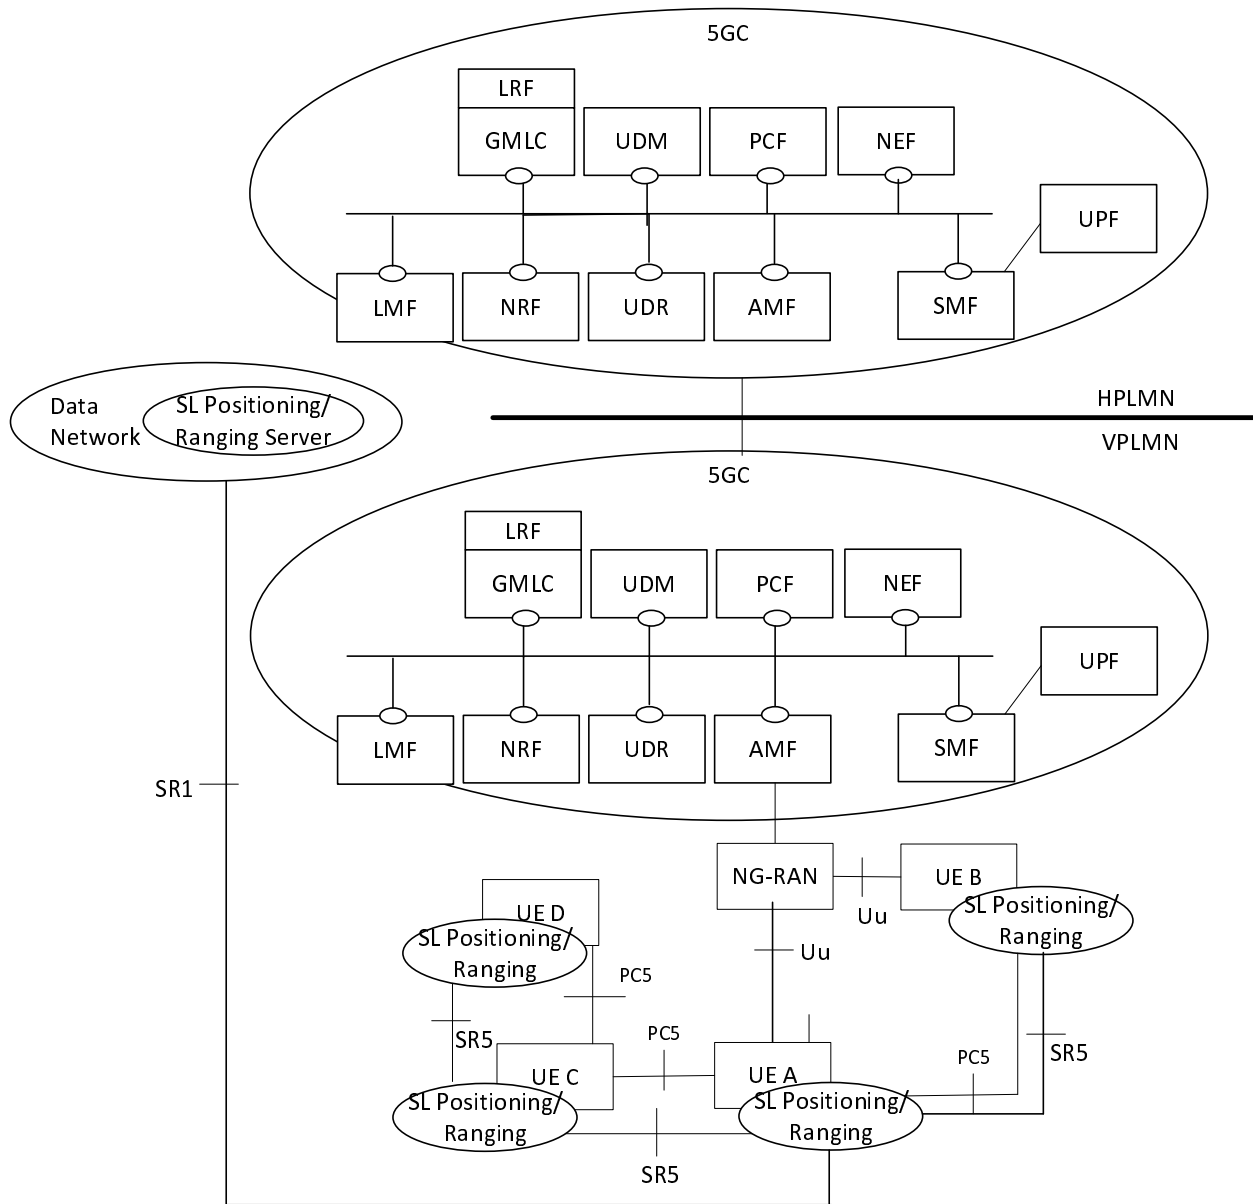 5GC
LRF
GMLC
UDM
PCF
NEF
UPF
LMF
NRF
UDR
AMF
SMF
Data
Network
SL Positioning/
Ranging Server
HPLMN
VPLMN
5GC
LRF
GMLC
UDM
PCF
NEF
UPF
LMF
NRF
UDR
AMF
SMF
SR1
NG-RAN
Uu
UE B
SL Positioning/
Ranging
UE D
SL Positioning/
Ranging
Uu
PC5
SR5
PC5
PC5
SR5
UE C
SL Positioning/
Ranging
UE A
SL Positioning/
Ranging
SR5